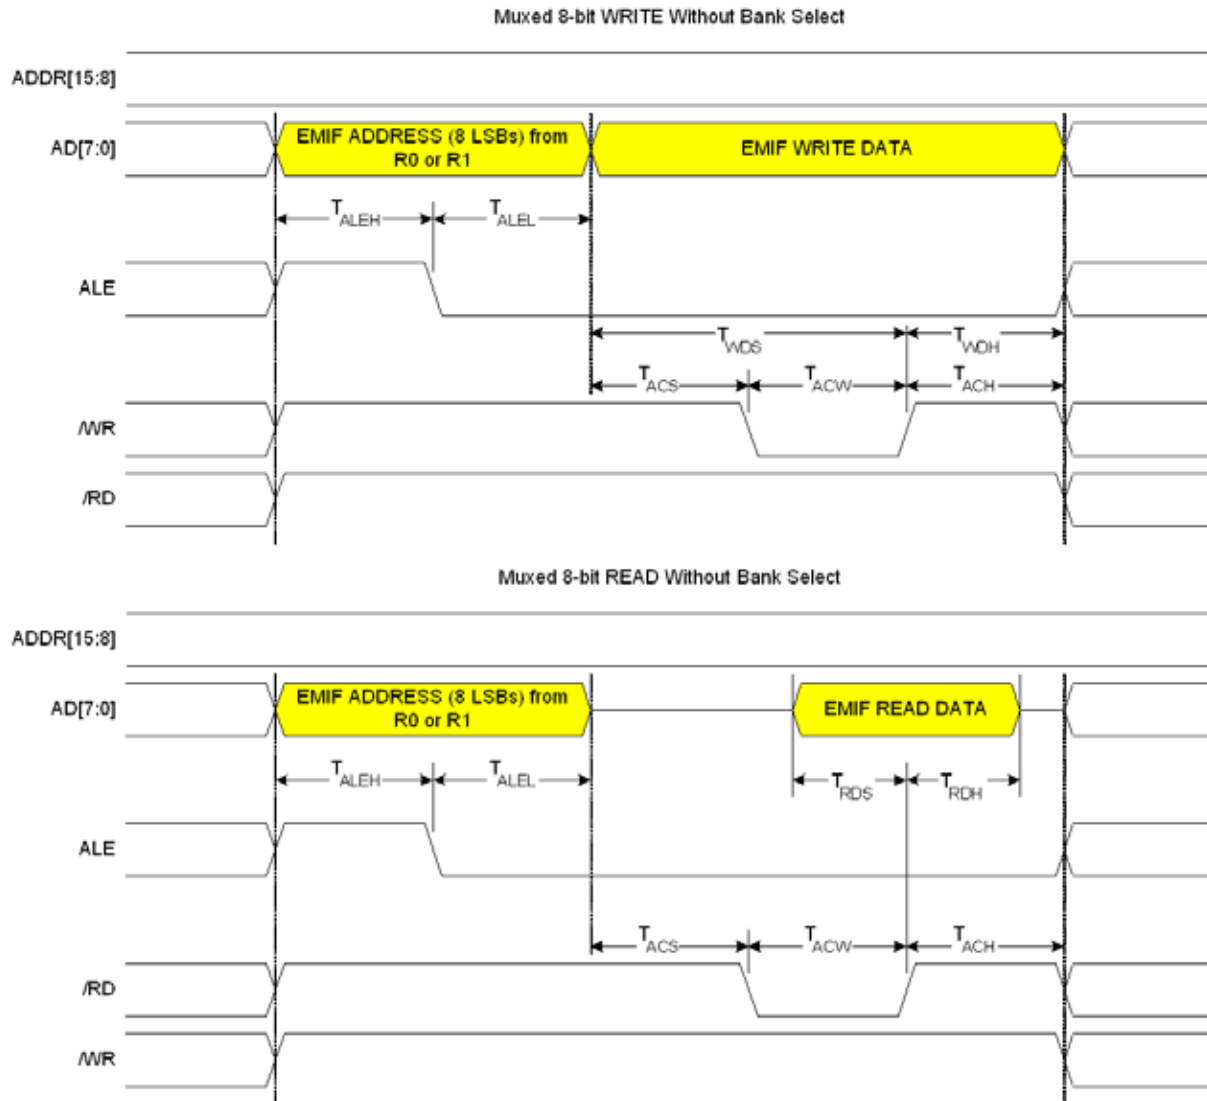 Muxed 8-bit WRITE Without Bank Select
ADDR[15:8]
AD[7:0]
EMIF ADDRESS (8 LSBs) from
R0 or R1
EMIF WRITE DATA
TALEH
TALEL
ALE
TWDS
TWDH
TACS
TACW
TACH
/WR
/RD
Muxed 8-bit READ Without Bank Select
ADDR[15:8]
AD[7:0]
EMIF ADDRESS (8 LSBs) from
R0 or R1
EMIF READ DATA
TALEH
TALEL
TRDS
TRDH
ALE
TACS
TACW
TACH
/RD
/WR